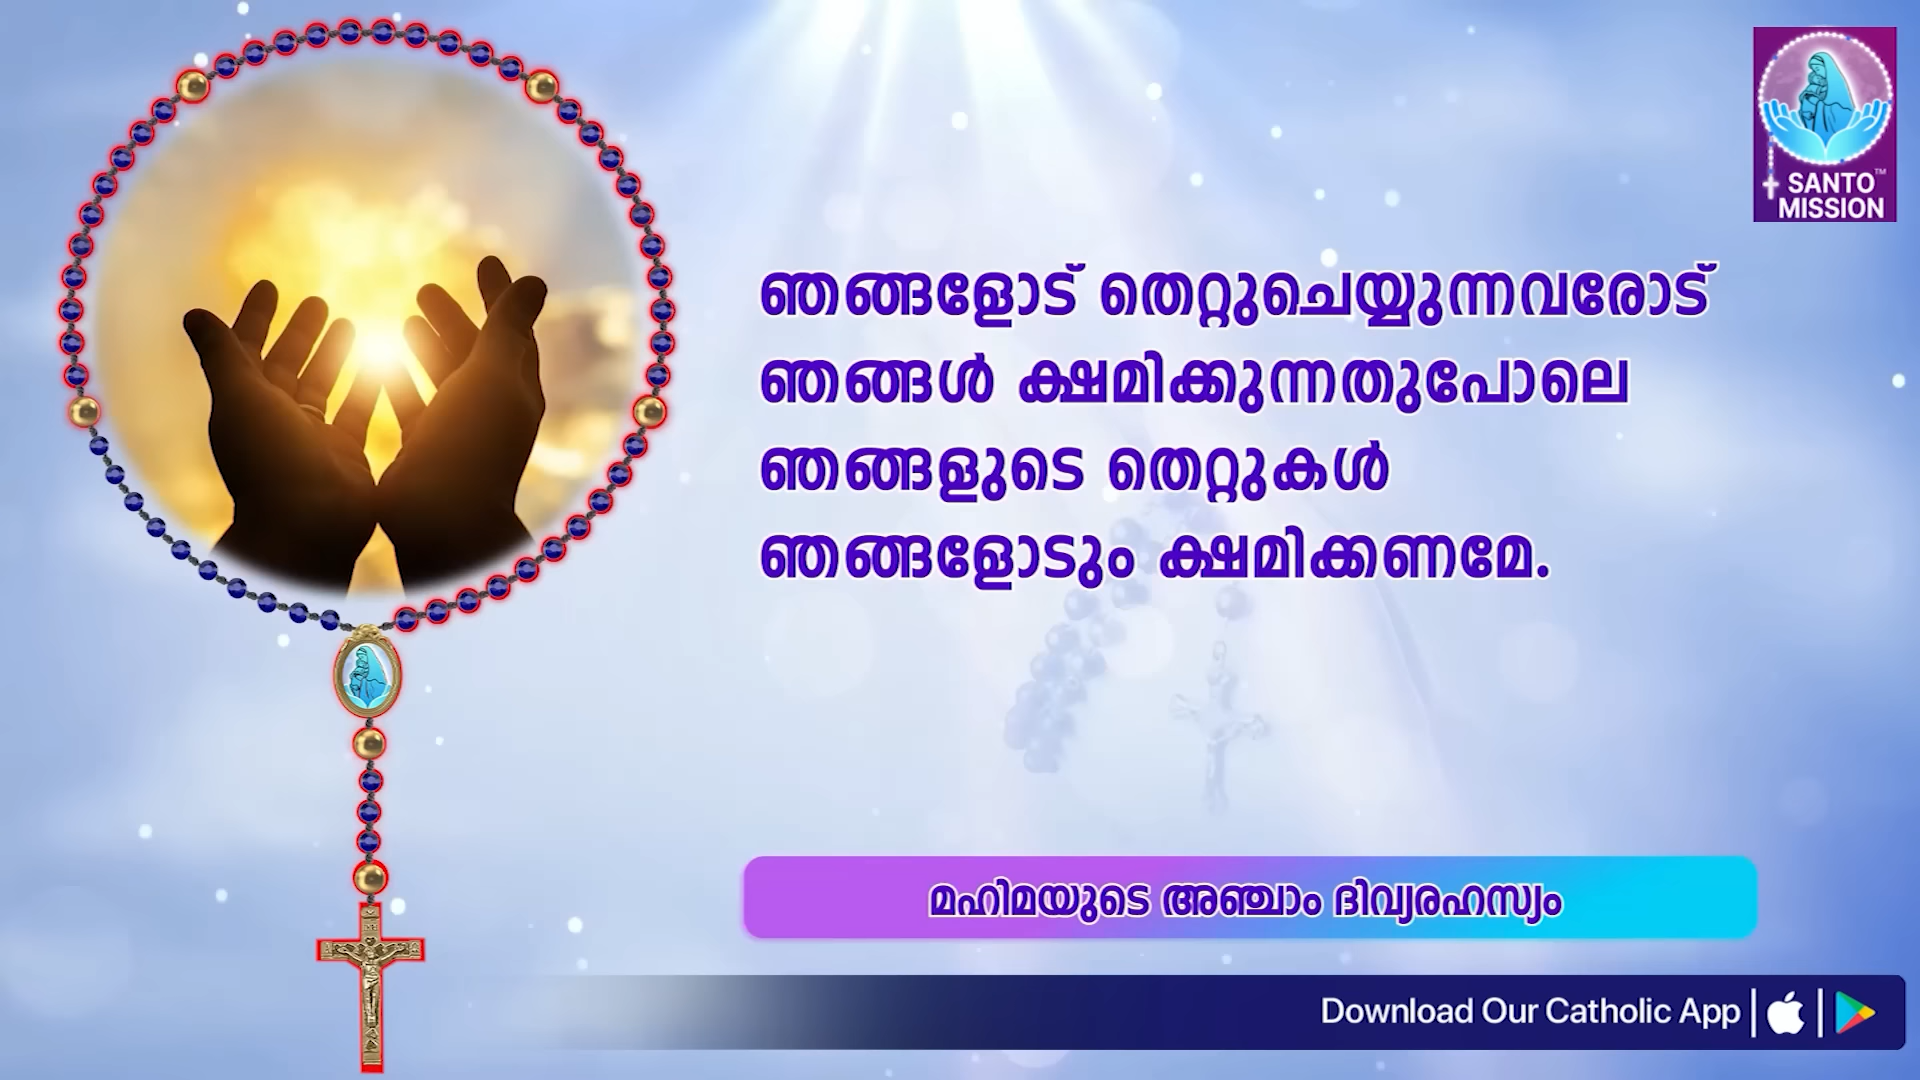 SANTO™
MISSION
ഞങ്ങളോട് തെറ്റുചെയ്യുന്നവരോട്
ഞങ്ങൾ ക്ഷമിക്കുന്നതുപോലെ
ഞങ്ങളുടെ തെറ്റുകൾ
ഞങ്ങളോടും ക്ഷമിക്കണമേ.
മഹിമയുടെ അഞ്ചാം ദിവ്യരഹസ്യം
Download Our Catholic App